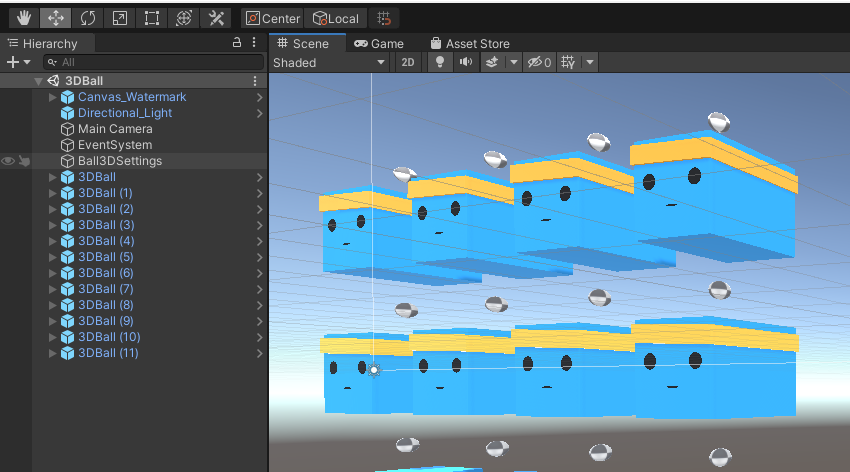 Center Local
Hierarchy
Scene Game Asset Store
All
Shaded 2D 0
3DBall
Canvas_Watermark
Directional_Light
Main Camera
EventSystem
Ball3DSettings
3DBall
3DBall (1)
3DBall (2)
3DBall (3)
3DBall (4)
3DBall (5)
3DBall (6)
3DBall (7)
3DBall (8)
3DBall (9)
3DBall (10)
3DBall (11)